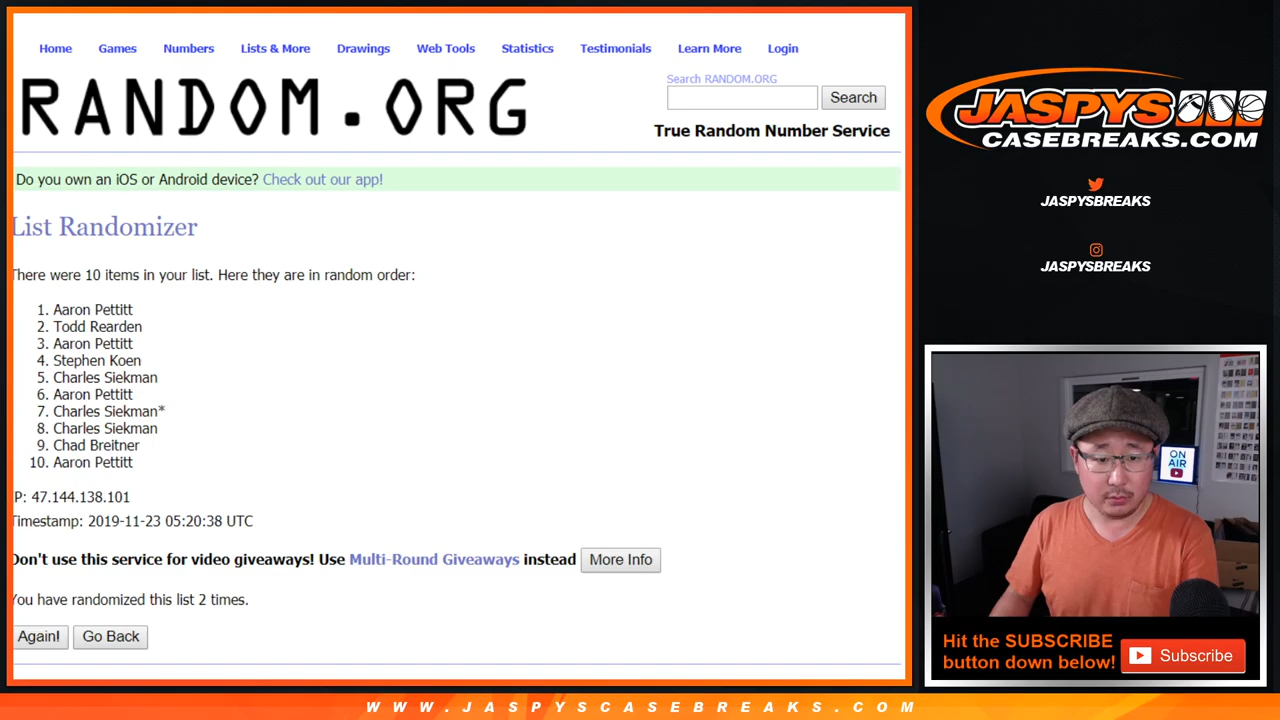 Home Games Numbers Lists & More Drawings Web Tools Statistics Testimonials Learn More Login
RANDOM.ORG
Search RANDOM.ORG
Search
True Random Number Service
Do you own an iOS or Android device? Check out our app!
List Randomizer
There were 10 items in your list. Here they are in random order:
1. Aaron Pettitt
2. Todd Rearden
3. Aaron Pettitt
4. Stephen Koen
5. Charles Siekman
6. Aaron Pettitt
7. Charles Siekman*
8. Charles Siekman
9. Chad Breitner
10. Aaron Pettitt
P: 47.144.138.101
Timestamp: 2019-11-23 05:20:38 UTC
Don't use this service for video giveaways! Use Multi-Round Giveaways instead More Info
You have randomized this list 2 times.
Again! Go Back
JASPYS
CASEBREAKS.COM
JASPYSBREAKS
JASPYSBREAKS
ON
AIR
Hit the SUBSCRIBE
button down below!
Subscribe
WWW.JASPYSCASEBREAKS.COM